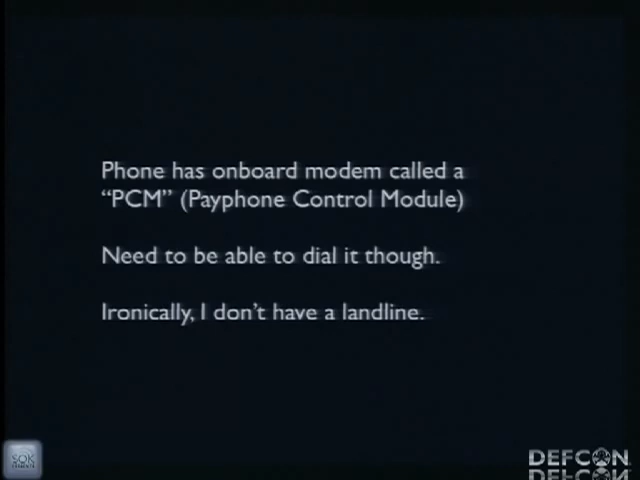 Phone has onboard modem called a
“PCM” (Payphone Control Module)
Need to be able to dial it though.
Ironically, I don’t have a landline.
SOK
DEFCON